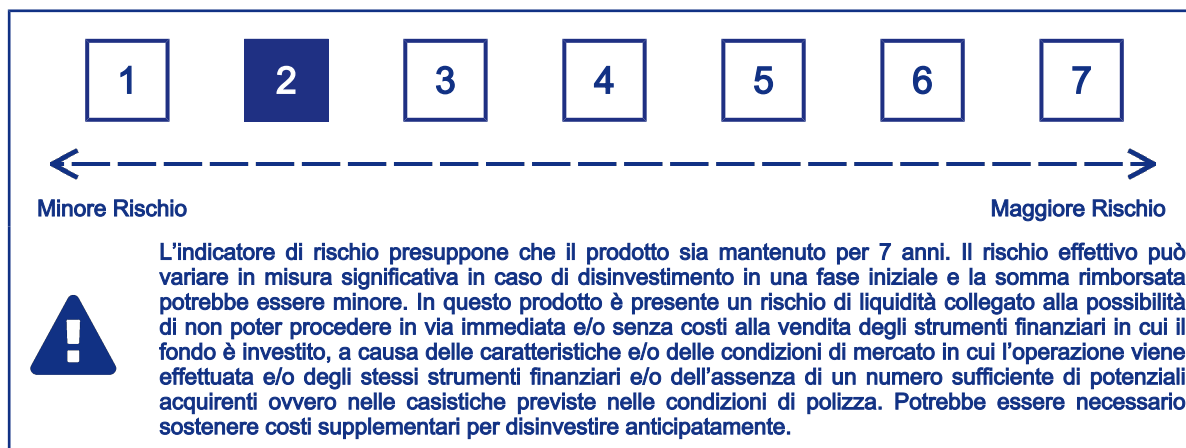 1 2 3 4 5 6 7
Minore Rischio Maggiore Rischio
L'indicatore di rischio presuppone che il prodotto sia mantenuto per 7 anni. Il rischio effettivo può
variare in misura significativa in caso di disinvestimento in una fase iniziale e la somma rimborsata
potrebbe essere minore. In questo prodotto è presente un rischio di liquidità collegato alla possibilità
di non poter procedere in via immediata e/o senza costi alla vendita degli strumenti finanziari in cui il
fondo è investito, a causa delle caratteristiche e/o delle condizioni di mercato in cui l'operazione viene
effettuata e/o degli stessi strumenti finanziari e/o dell'assenza di un numero sufficiente di potenziali
acquirenti ovvero nelle casistiche previste nelle condizioni di polizza. Potrebbe essere necessario
sostenere costi supplementari per disinvestire anticipatamente.